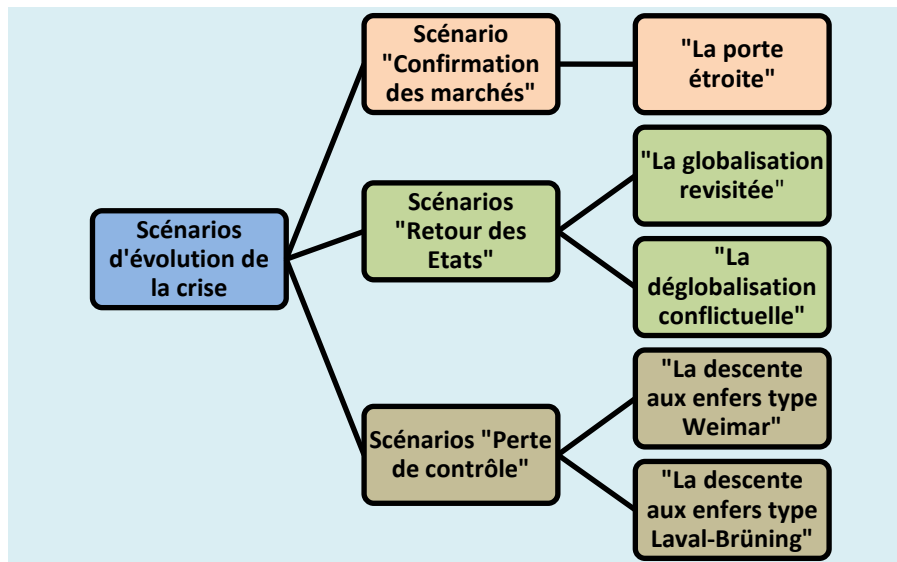 Scénarios
d'évolution de
la crise
Scénario
"Confirmation
des marchés"
"La porte
étroite"
Scénarios
"Retour des
Etats"
"La globalisation
revisitée"
"La
déglobalisation
conflictuelle"
Scénarios "Perte
de contrôle"
"La descente
aux enfers type
Weimar"
"La descente
aux enfers type
Laval-Brüning"